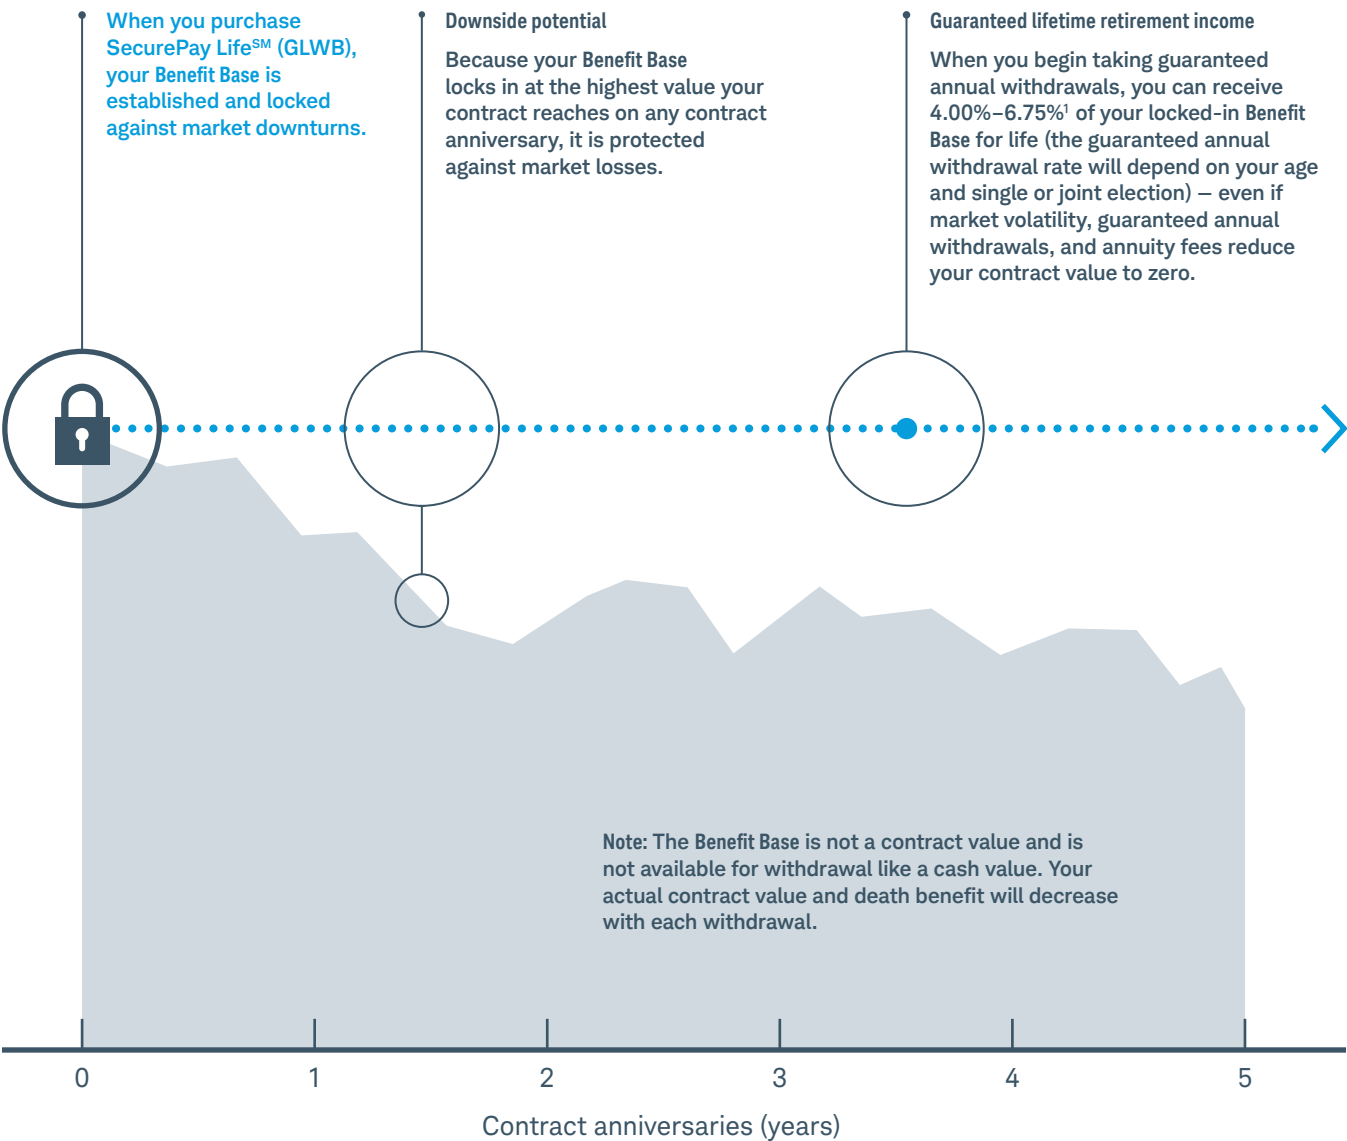 When you purchase
SecurePay Life℠ (GLWB),
your Benefit Base is
established and locked
against market downturns.
Downside potential
Because your Benefit Base
locks in at the highest value your
contract reaches on any contract
anniversary, it is protected
against market losses.
Guaranteed lifetime retirement income
When you begin taking guaranteed
annual withdrawals, you can receive
4.00%–6.75%¹ of your locked-in Benefit
Base for life (the guaranteed annual
withdrawal rate will depend on your age
and single or joint election) — even if
market volatility, guaranteed annual
withdrawals, and annuity fees reduce
your contract value to zero.
Note: The Benefit Base is not a contract value and is
not available for withdrawal like a cash value. Your
actual contract value and death benefit will decrease
with each withdrawal.
0 1 2 3 4 5
Contract anniversaries (years)